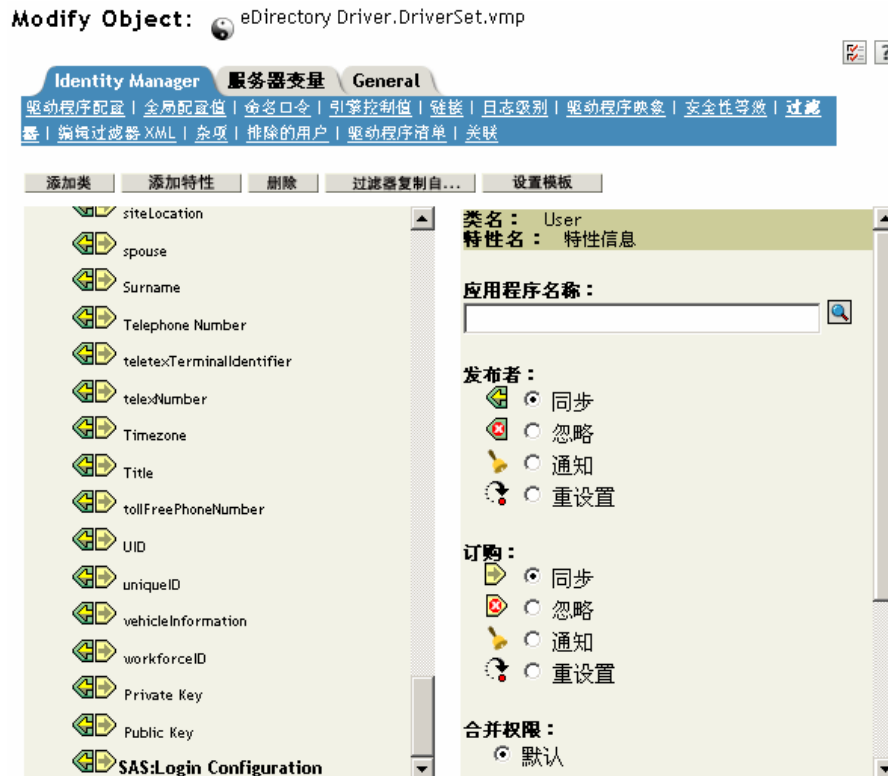 Modify Object: eDirectory Driver.DriverSet.vmp
Identity Manager 服务器变量 General
驱动程序配置 | 全局配置值 | 命名口令 | 引擎控制值 | 链接 | 日志级别 | 驱动程序映象 | 安全性等效 | 过滤
器 | 编辑过滤器 XML | 杂项 | 排除的用户 | 驱动程序清单 | 关联
添加类 添加特性 删除 过滤器复制自... 设置模板
siteLocation
spouse
Surname
Telephone Number
teletexTerminalIdentifier
telexNumber
Timezone
Title
tollFreePhoneNumber
UID
uniqueID
vehicleInformation
workforceID
Private Key
Public Key
SAS:Login Configuration
类名： User
特性名： 特性信息
应用程序名称：
发布者：
同步
忽略
通知
重设置
订购：
同步
忽略
通知
重设置
合并权限：
默认